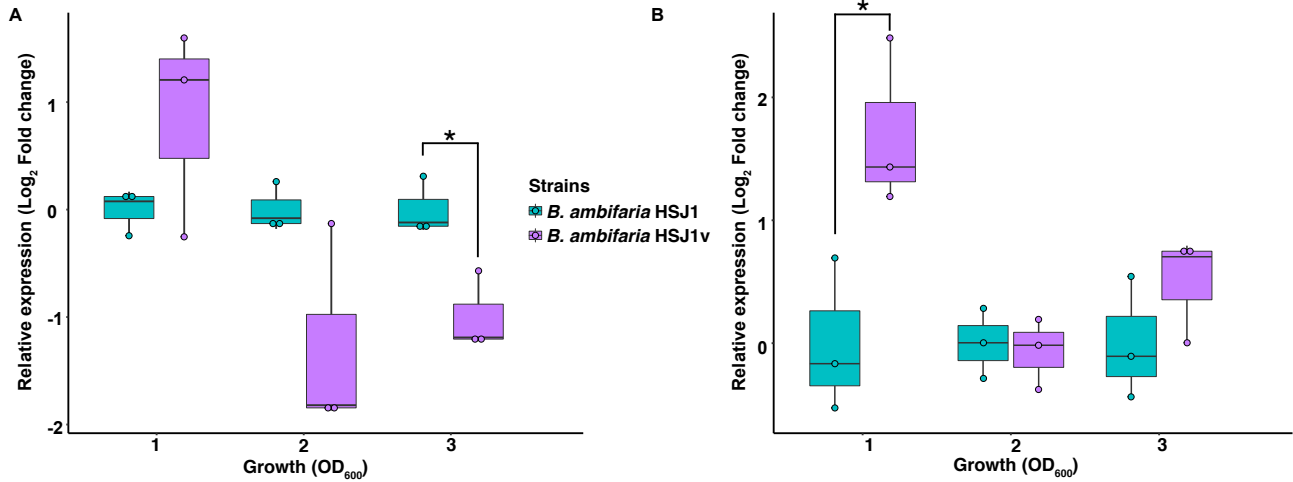 A
Relative expression (Log2 Fold change)
1
0
-1
-2
*
1
2
3
Growth (OD600)
Strains
B. ambifaria HSJ1
B. ambifaria HSJ1v
B
Relative expression (Log2 Fold change)
2
1
0
*
1
2
3
Growth (OD600)